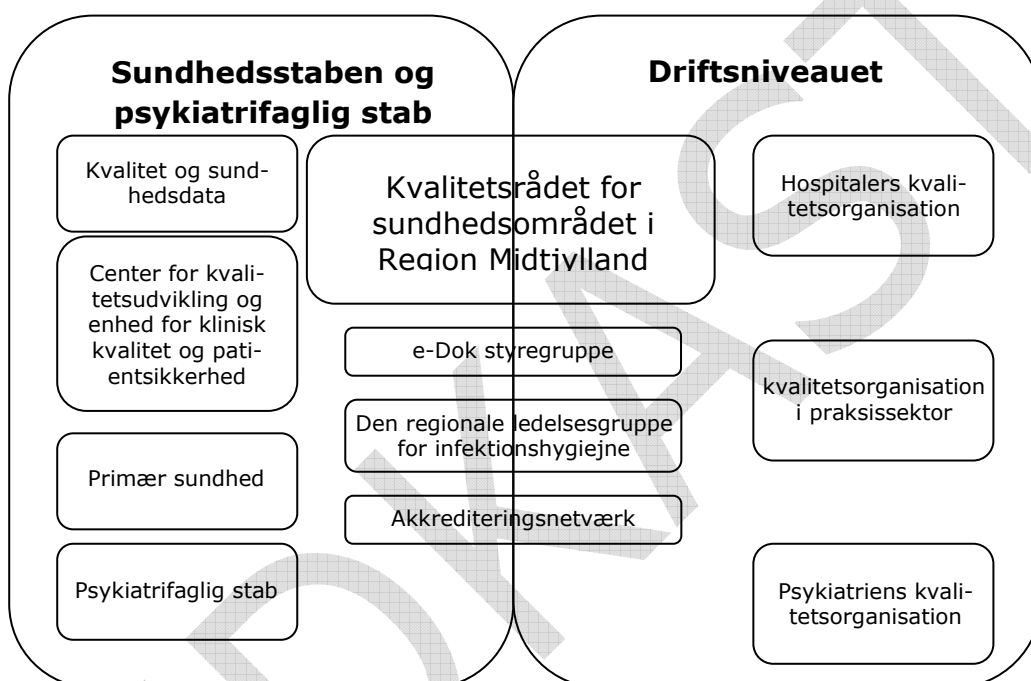 Sundhedsstaben og
psykiatrifaglig stab
Kvalitet og sund-
hedsdata
Center for kvali-
tetsudvikling og
enhed for klinisk
kvalitet og pati-
entsikkerhed
Primær sundhed
Psykiatrifaglig stab
Kvalitetsrådet for
sundhedsområdet i
Region Midtjylland
e-Dok styregruppe
Den regionale ledelsesgruppe
for infektionshygiejne
Akkrediteringsnetværk
Driftsniveauet
Hospitalers kvali-
tetsorganisation
kvalitetsorganisation
i praksissektor
Psykiatriens kvali-
tetsorganisation
DKAST